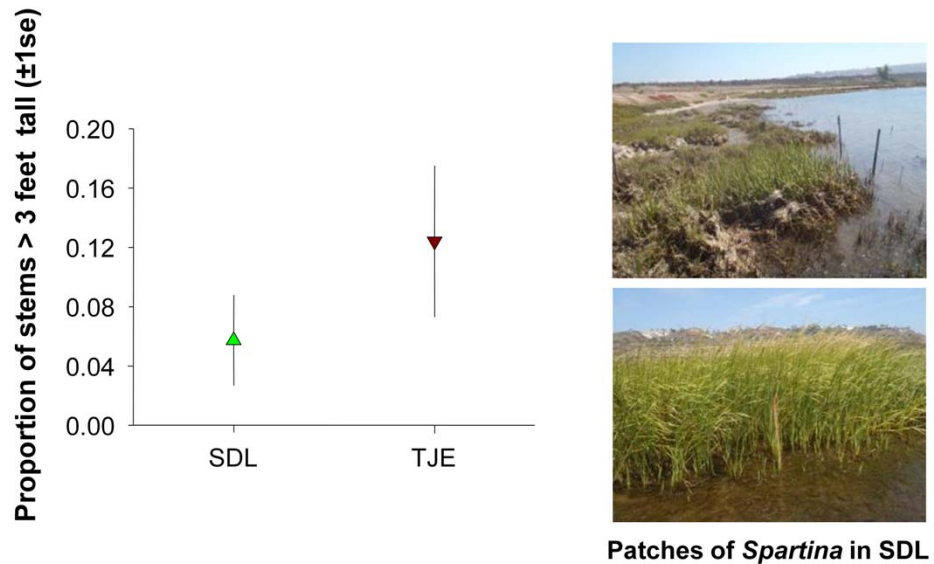 Proportion of stems > 3 feet tall (±1se)
0.20
0.16
0.12
0.08
0.04
0.00
SDL
TJE
Patches of Spartina in SDL